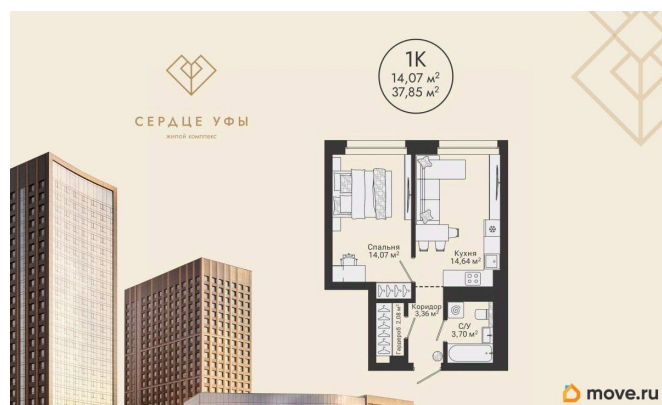 1К
14,07 м²
37,85 м²
СЕРДЦЕ УФЫ
жилой комплекс
Спальня
14,07 м²
Кухня
14,64 м²
Коридор
3,36 м²
Гардероб 2,08 м²
С/У
3,70 м²
move.ru